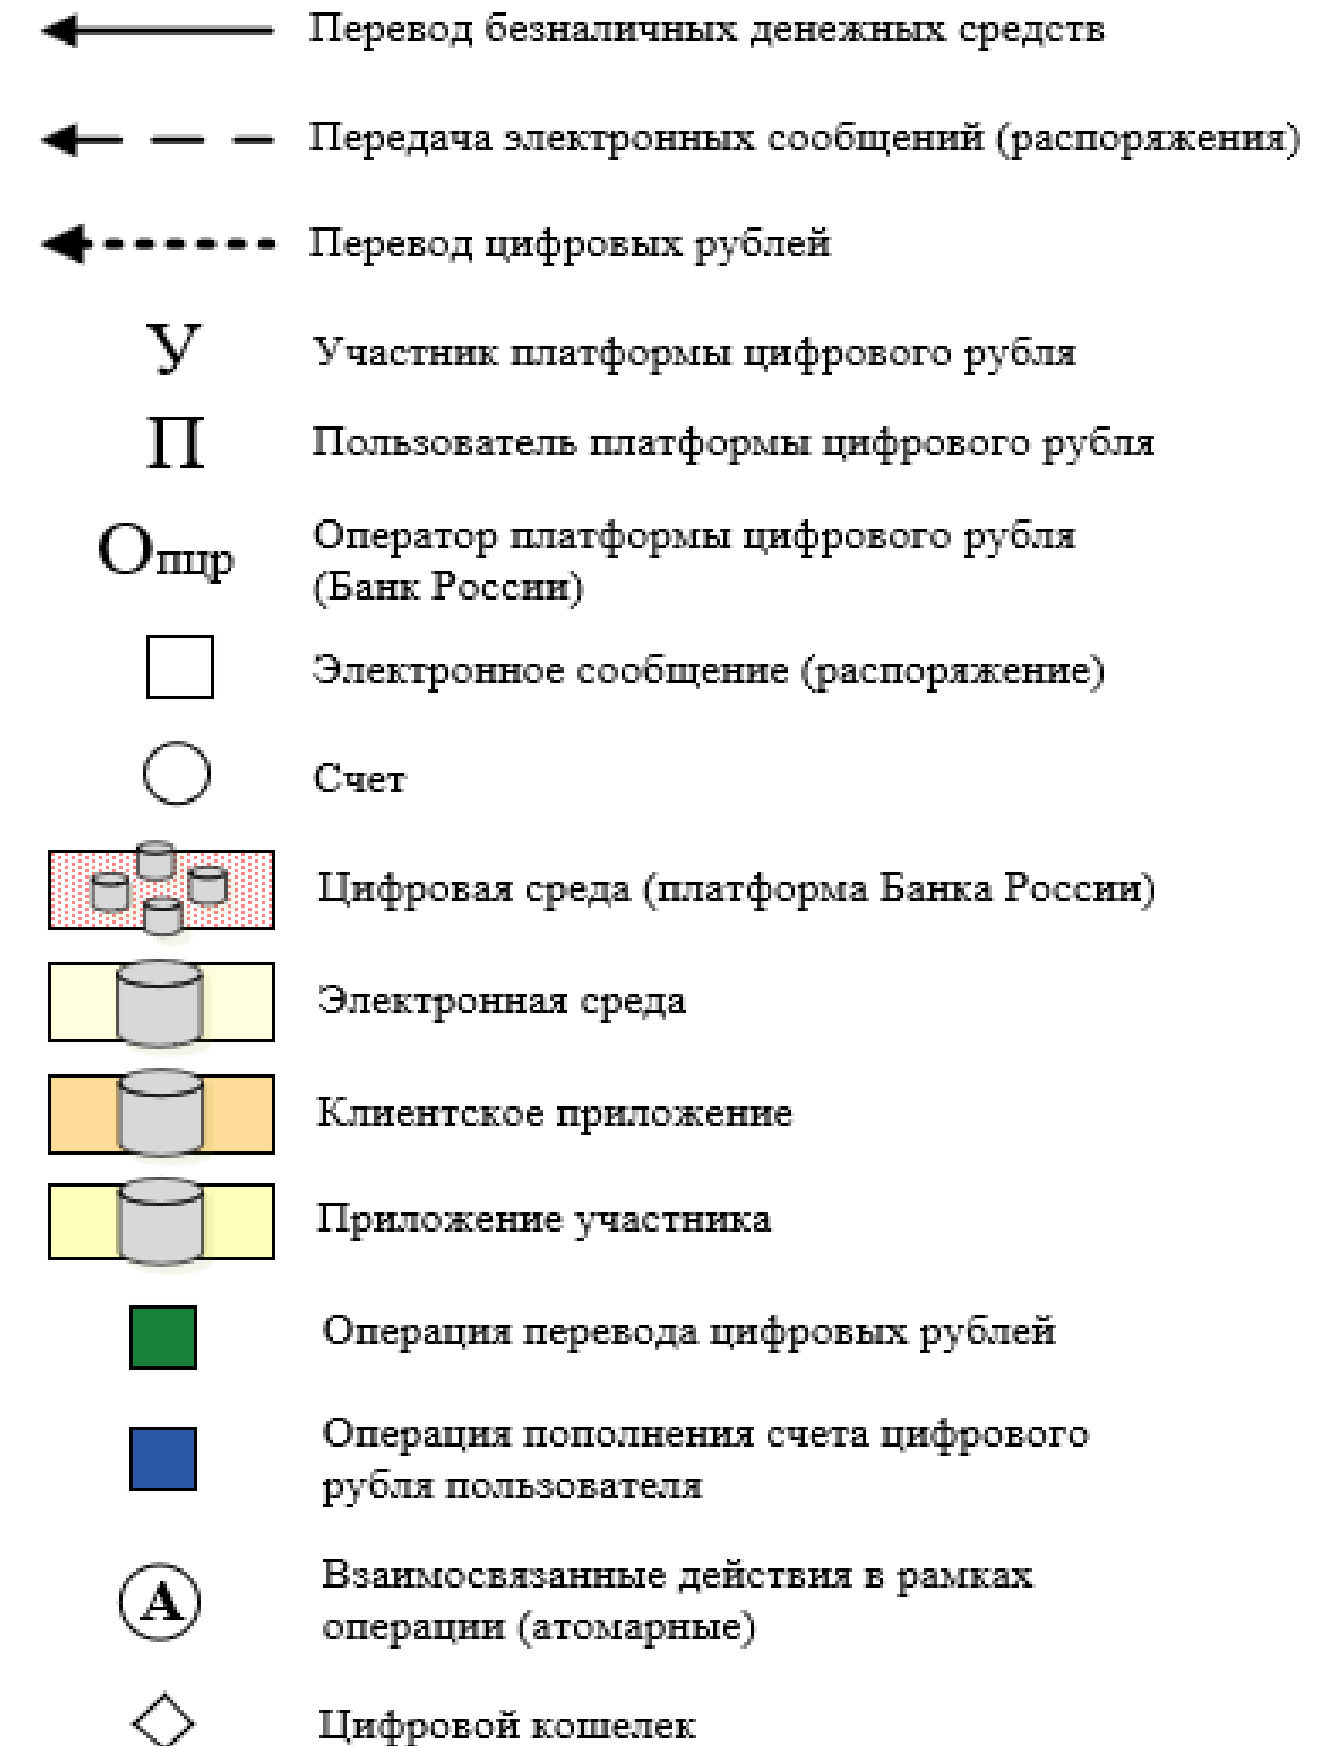 Перевод безналичных денежных средств
Передача электронных сообщений (распоряжения)
Перевод цифровых рублей
У Участник платформы цифрового рубля
П Пользователь платформы цифрового рубля
Опцр Оператор платформы цифрового рубля
(Банк России)
Электронное сообщение (распоряжение)
Счет
Цифровая среда (платформа Банка России)
Электронная среда
Клиентское приложение
Приложение участника
Операция перевода цифровых рублей
Операция пополнения счета цифрового
рубля пользователя
А Взаимосвязанные действия в рамках
операции (атомарные)
Цифровой кошелек